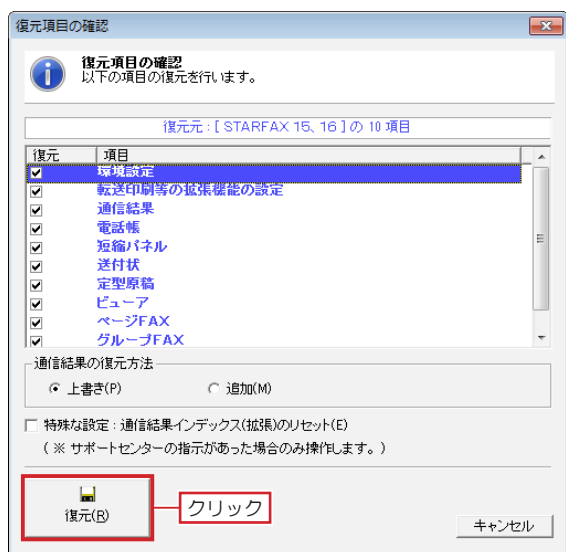 復元項目の確認
復元項目の確認
以下の項目の復元を行います。
復元元：[ STARFAX 15、16 ] の 10 項目
復元 項目
環境設定
転送印刷等の拡張機能の設定
通信結果
電話帳
短縮パネル
送付状
定型原稿
ビューア
ページFAX
グループFAX
通信結果の復元方法
上書き(P) 追加(M)
特殊な設定：通信結果インデックス(拡張)のリセット(E)
( ※ サポートセンターの指示があった場合のみ操作します。)
復元(R)
クリック
キャンセル